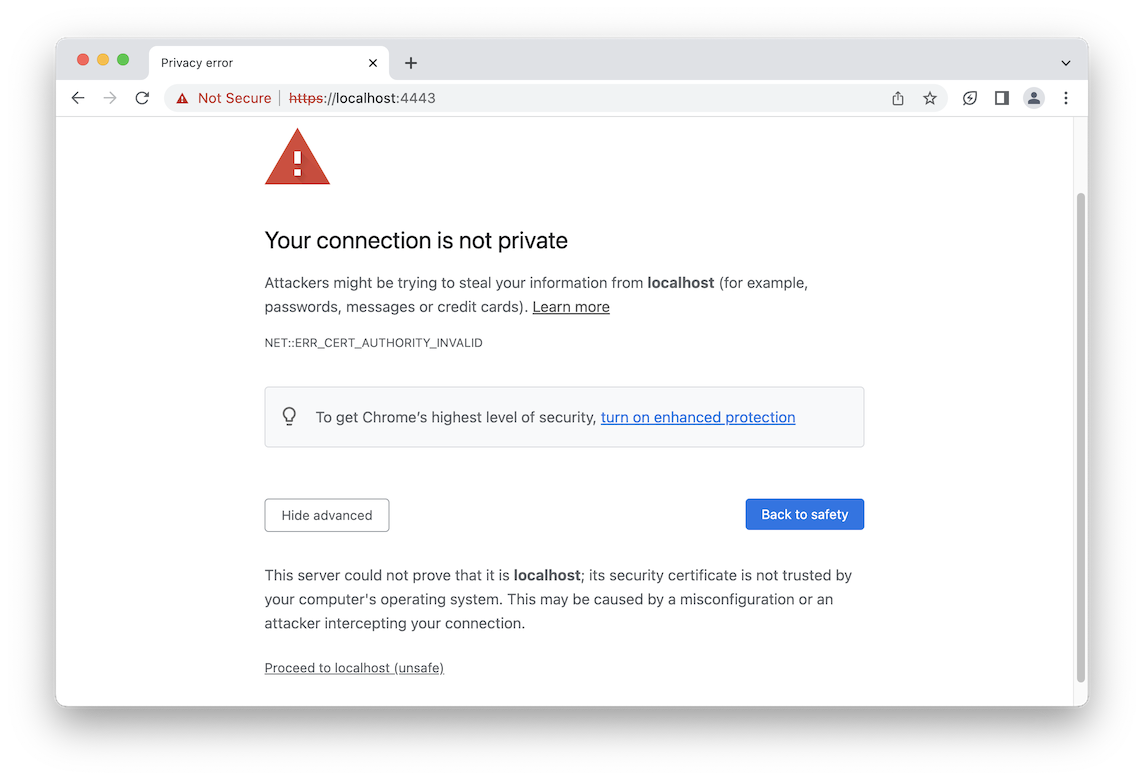 Privacy error
Not Secure https://localhost:4443
Your connection is not private
Attackers might be trying to steal your information from localhost (for example,
passwords, messages or credit cards). Learn more
NET::ERR_CERT_AUTHORITY_INVALID
To get Chrome’s highest level of security, turn on enhanced protection
Hide advanced
Back to safety
This server could not prove that it is localhost; its security certificate is not trusted by
your computer's operating system. This may be caused by a misconfiguration or an
attacker intercepting your connection.
Proceed to localhost (unsafe)